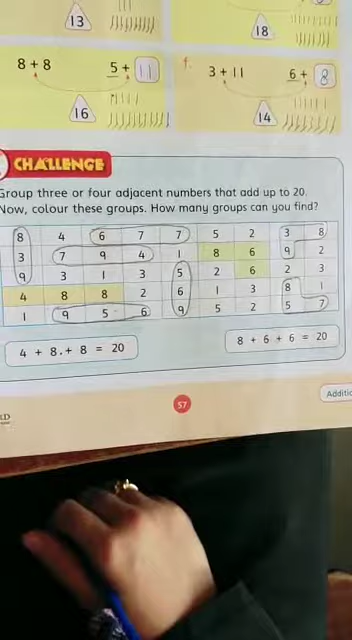 13
18
8 + 8
5 + 11
f.
3 + 11
6 + 8
16
14
CHALLENGE
Group three or four adjacent numbers that add up to 20.
Now, colour these groups. How many groups can you find?
8 4 6 7 7 5 2 3 8
3 7 9 4 1 8 6 9 2
9 3 1 3 5 2 6 2 3
4 8 8 2 6 1 3 8 1
1 9 5 6 9 5 2 5 7
4 + 8 + 8 = 20
8 + 6 + 6 = 20
57
Additio
LD